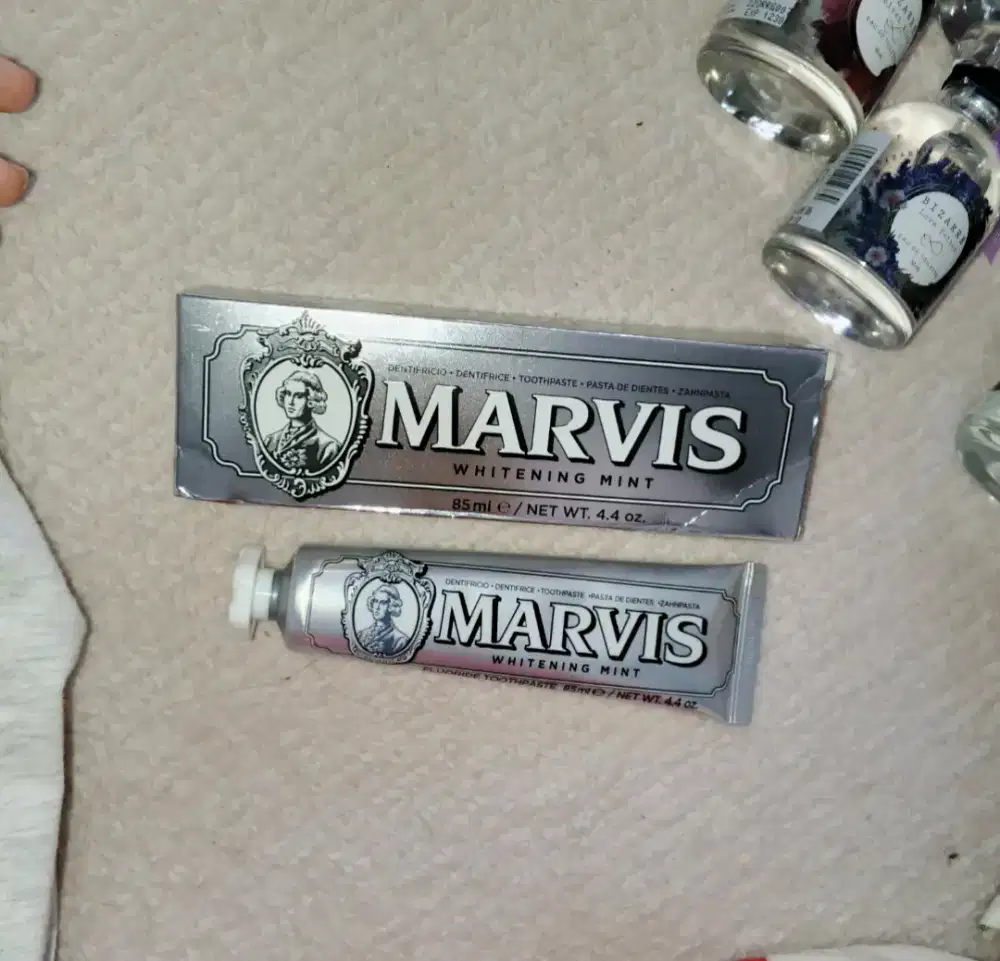 DENTIFRICIO • DENTIFRICE • TOOTHPASTE • PASTA DE DIENTES • ZAHNPASTA
MARVIS
WHITENING MINT
85 ml ℮ / NET WT. 4.4 oz.
DENTIFRICIO • DENTIFRICE • TOOTHPASTE • PASTA DE DIENTES • ZAHNPASTA
MARVIS
WHITENING MINT
FLUORIDE TOOTHPASTE 85 ml ℮ / NET WT. 4.4 oz.
BIZARRE